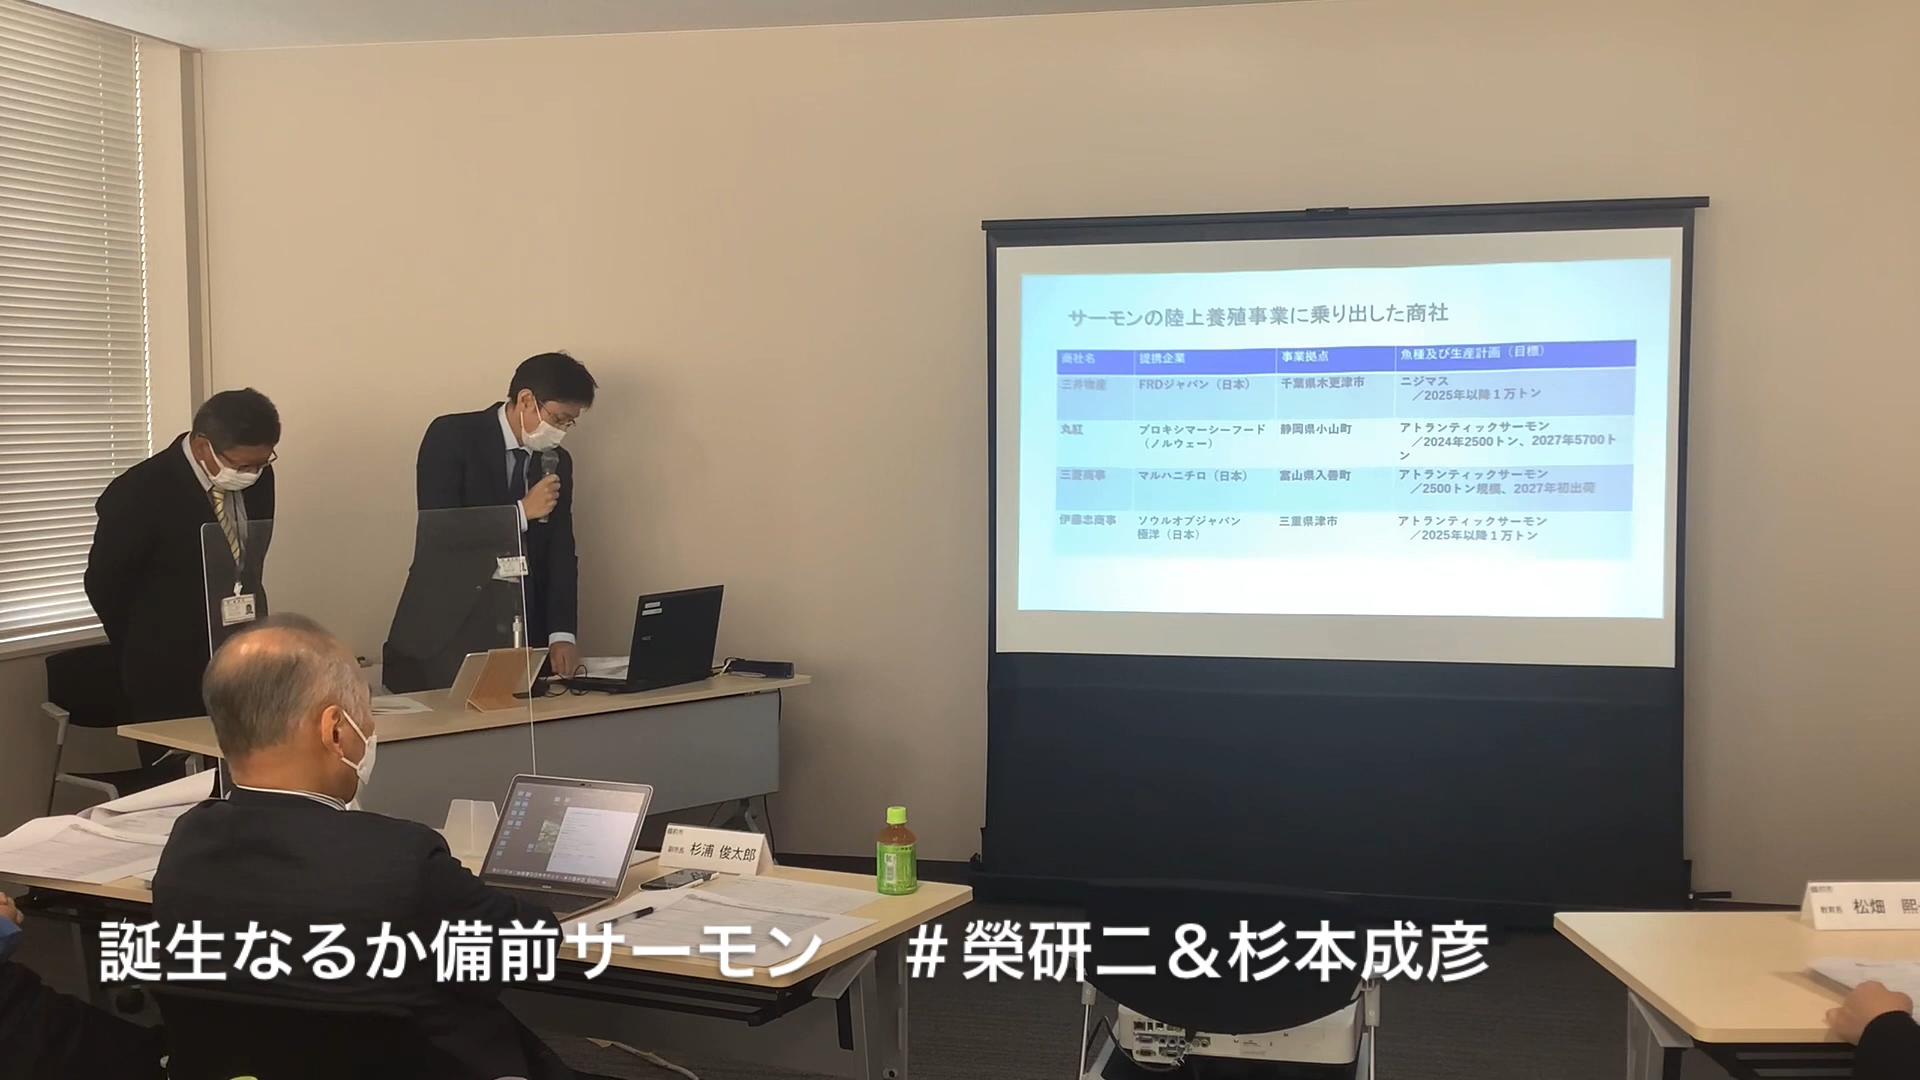 サーモンの陸上養殖事業に乗り出した商社
商社名 提携企業 事業拠点 魚種及び生産計画（目標）
三井物産 FRDジャパン（日本） 千葉県木更津市 ニジマス
／2025年以降１万トン
丸紅 プロキシマーシーフード 静岡県小山町 アトランティックサーモン
（ノルウェー） ／2024年2500トン、2027年5700ト
ン
三菱商事 マルハニチロ（日本） 富山県入善町 アトランティックサーモン
／2500トン規模、2027年初出荷
伊藤忠商事 ソウルオブジャパン 三重県津市 アトランティックサーモン
極洋（日本） ／2025年以降１万トン
備前市
副市長 杉浦 俊太郎
備前市
教育長 松畑 熙
誕生なるか備前サーモン ＃榮研二＆杉本成彦